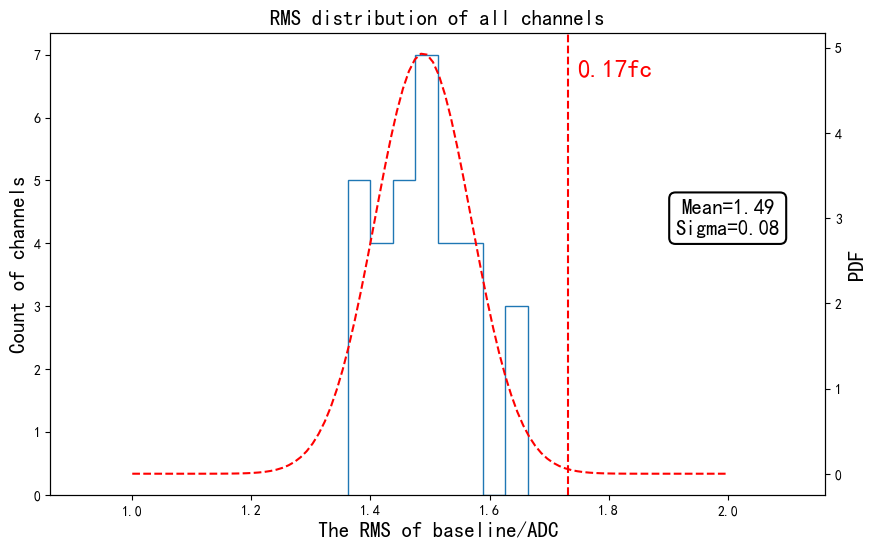 RMS distribution of all channels
7
6
5
4
3
2
1
0
Count of channels
5
4
3
2
1
0
PDF
0.17fc
Mean=1.49
Sigma=0.08
1.0 1.2 1.4 1.6 1.8 2.0
The RMS of baseline/ADC